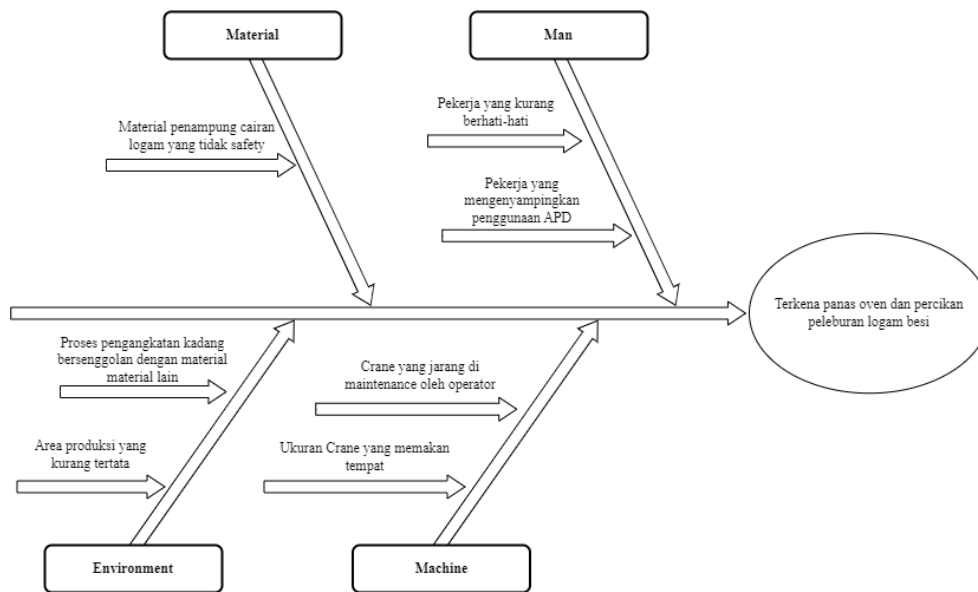 Material
Man
Material penampung cairan
logam yang tidak safety
Pekerja yang kurang
berhati-hati
Pekerja yang
mengenyampingkan
penggunaan APD
Terkena panas oven dan percikan
peleburan logam besi
Proses pengangkatan kadang
bersenggolan dengan material
material lain
Area produksi yang
kurang tertata
Crane yang jarang di
maintenance oleh operator
Ukuran Crane yang memakan
tempat
Environment
Machine